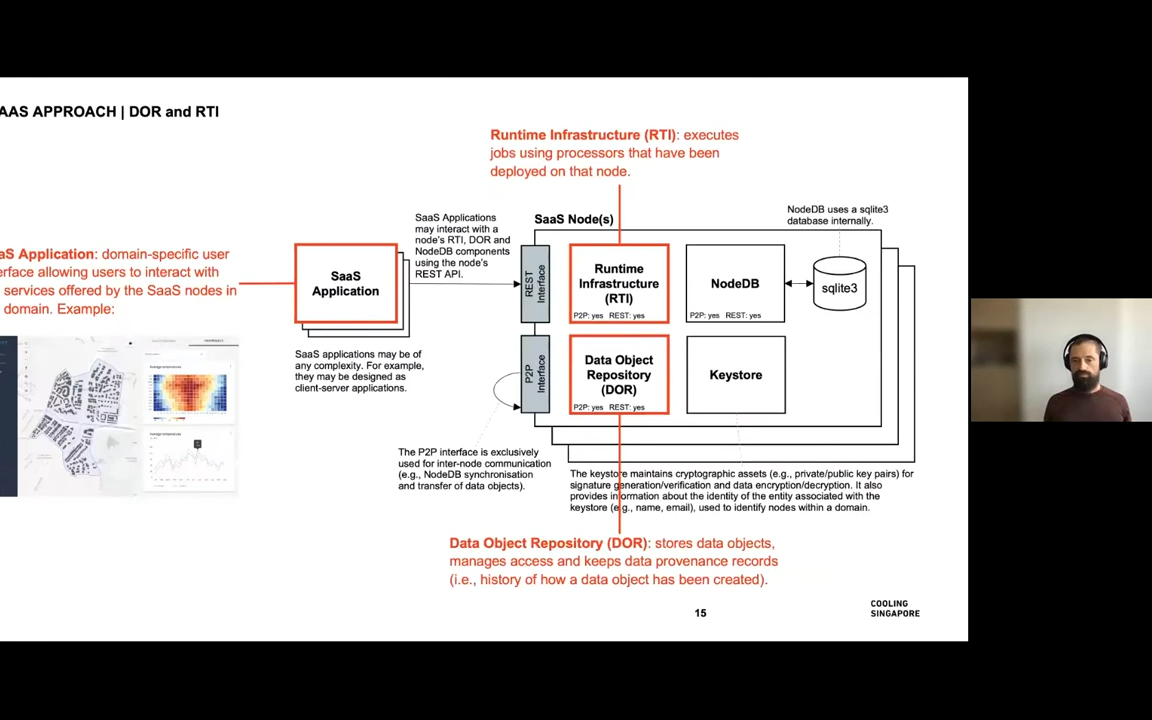 AAS APPROACH | DOR and RTI
Runtime Infrastructure (RTI): executes
jobs using processors that have been
deployed on that node.
SaaS Applications
may interact with a
node's RTI, DOR and
NodeDB components
using the node's
REST API.
SaaS Node(s)
NodeDB uses a sqlite3
database internally.
aS Application: domain-specific user
erface allowing users to interact with
services offered by the SaaS nodes in
domain. Example:
SaaS
Application
REST
Interface
Runtime
Infrastructure
(RTI)
P2P: yes REST: yes
NodeDB
P2P: yes REST: yes
sqlite3
SaaS applications may be of
any complexity. For example,
they may be designed as
client-server applications.
P2P
Interface
Data Object
Repository
(DOR)
P2P: yes REST: yes
Keystore
The P2P interface is exclusively
used for inter-node communication
(e.g., NodeDB synchronisation
and transfer of data objects).
The keystore maintains cryptographic assets (e.g., private/public key pairs) for
signature generation/verification and data encryption/decryption. It also
provides information about the identity of the entity associated with the
keystore (e.g., name, email), used to identify nodes within a domain.
Data Object Repository (DOR): stores data objects,
manages access and keeps data provenance records
(i.e., history of how a data object has been created).
15
COOLING
SINGAPORE